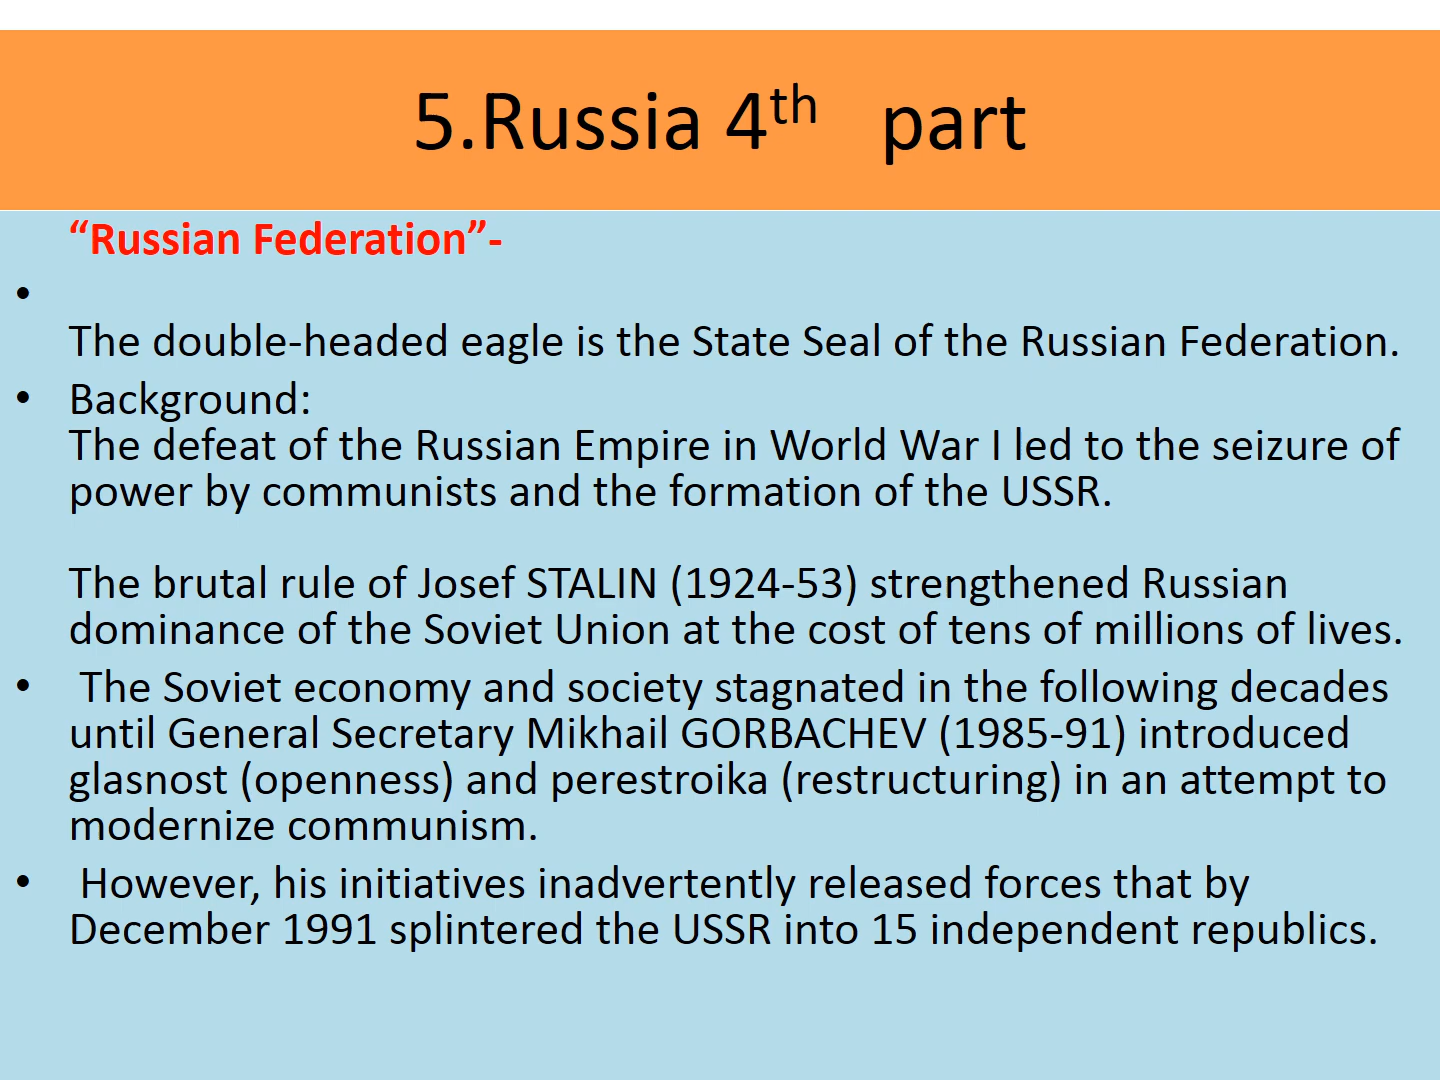 5.Russia 4th part
“Russian Federation”-
•
The double-headed eagle is the State Seal of the Russian Federation.
• Background:
The defeat of the Russian Empire in World War I led to the seizure of
power by communists and the formation of the USSR.
The brutal rule of Josef STALIN (1924-53) strengthened Russian
dominance of the Soviet Union at the cost of tens of millions of lives.
• The Soviet economy and society stagnated in the following decades
until General Secretary Mikhail GORBACHEV (1985-91) introduced
glasnost (openness) and perestroika (restructuring) in an attempt to
modernize communism.
• However, his initiatives inadvertently released forces that by
December 1991 splintered the USSR into 15 independent republics.